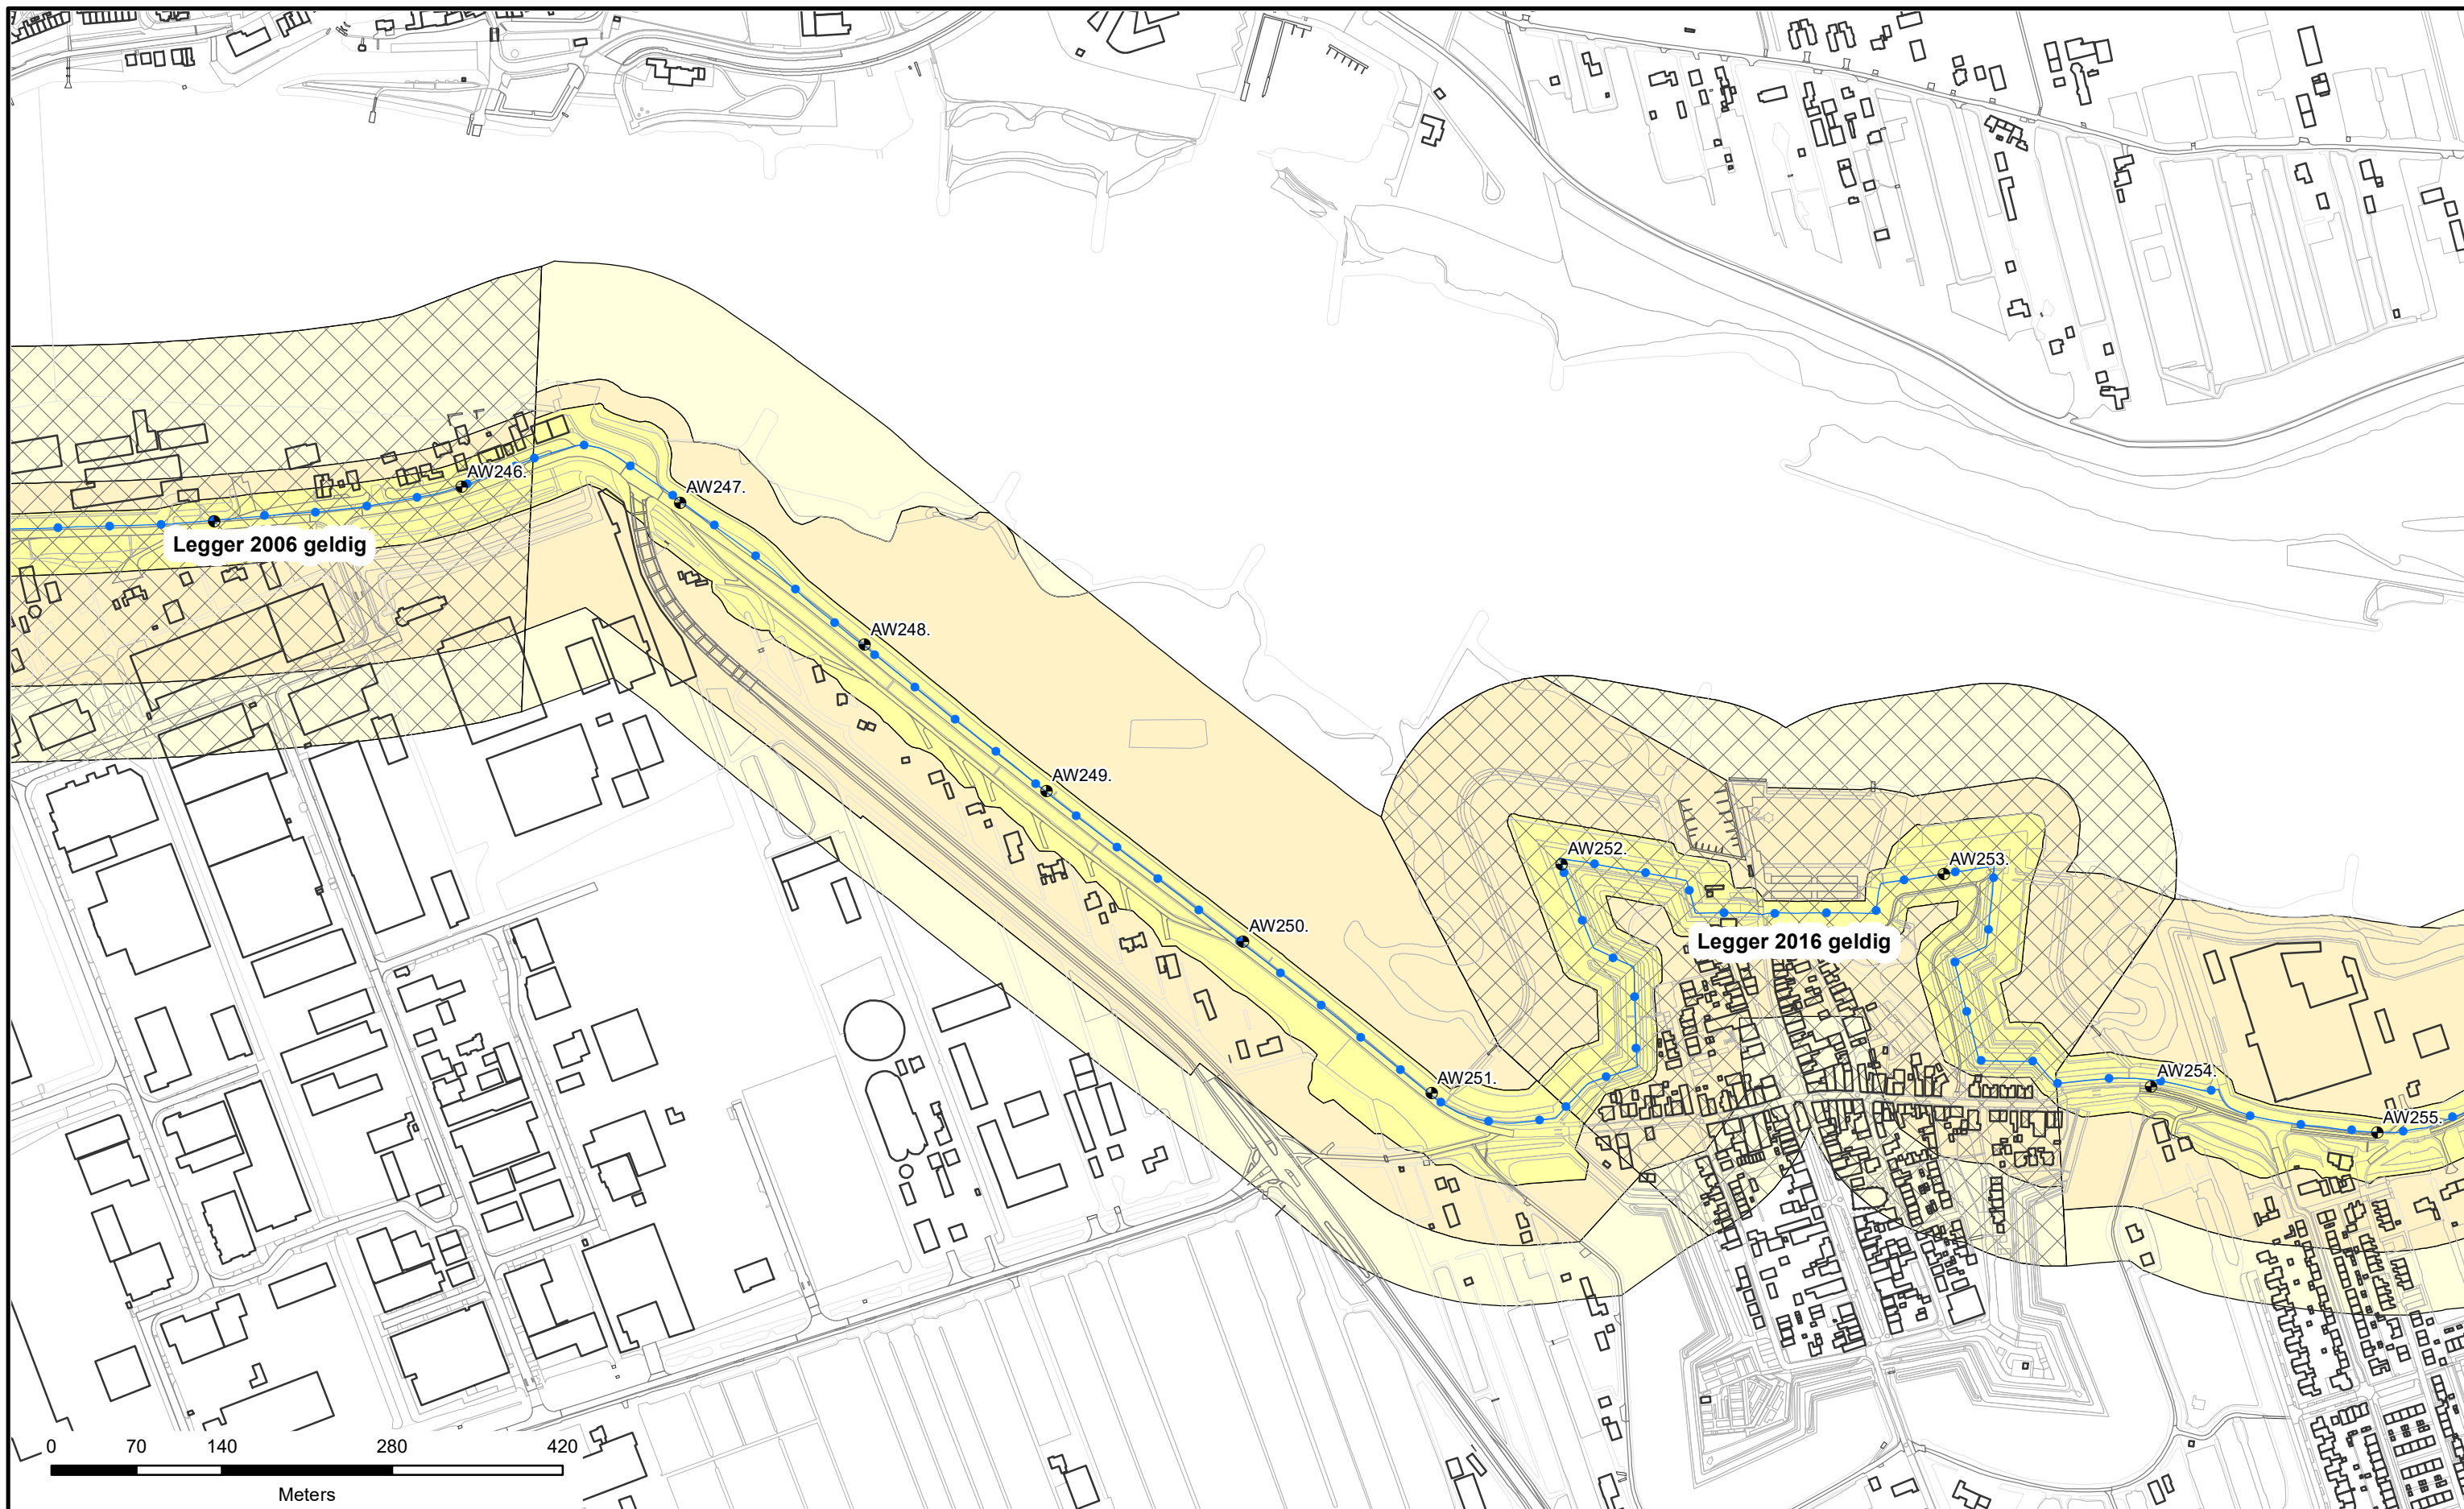 AW246.
AW247.
Legger 2006 geldig
AW248.
AW249.
AW252.
AW253.
AW250.
Legger 2016 geldig
AW251.
AW254.
AW255.
0 70 140 280 420
Meters